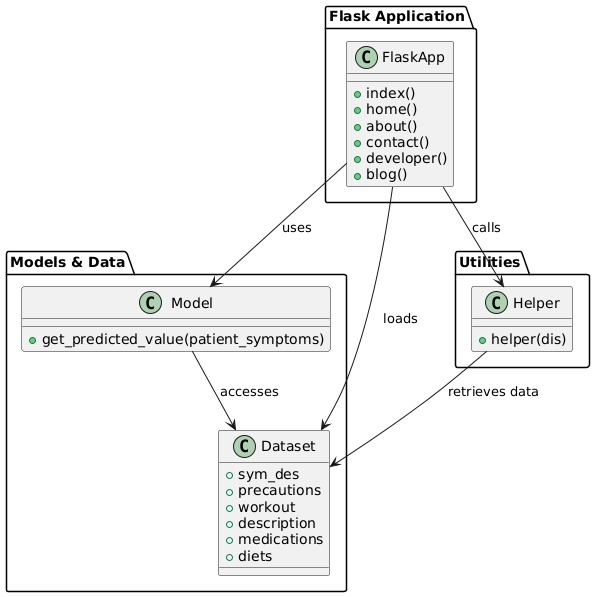 Flask Application
C FlaskApp
index()
home()
about()
contact()
developer()
blog()
uses
calls
loads
Models & Data
C Model
get_predicted_value(patient_symptoms)
Utilities
C Helper
helper(dis)
accesses
retrieves data
C Dataset
sym_des
precautions
workout
description
medications
diets